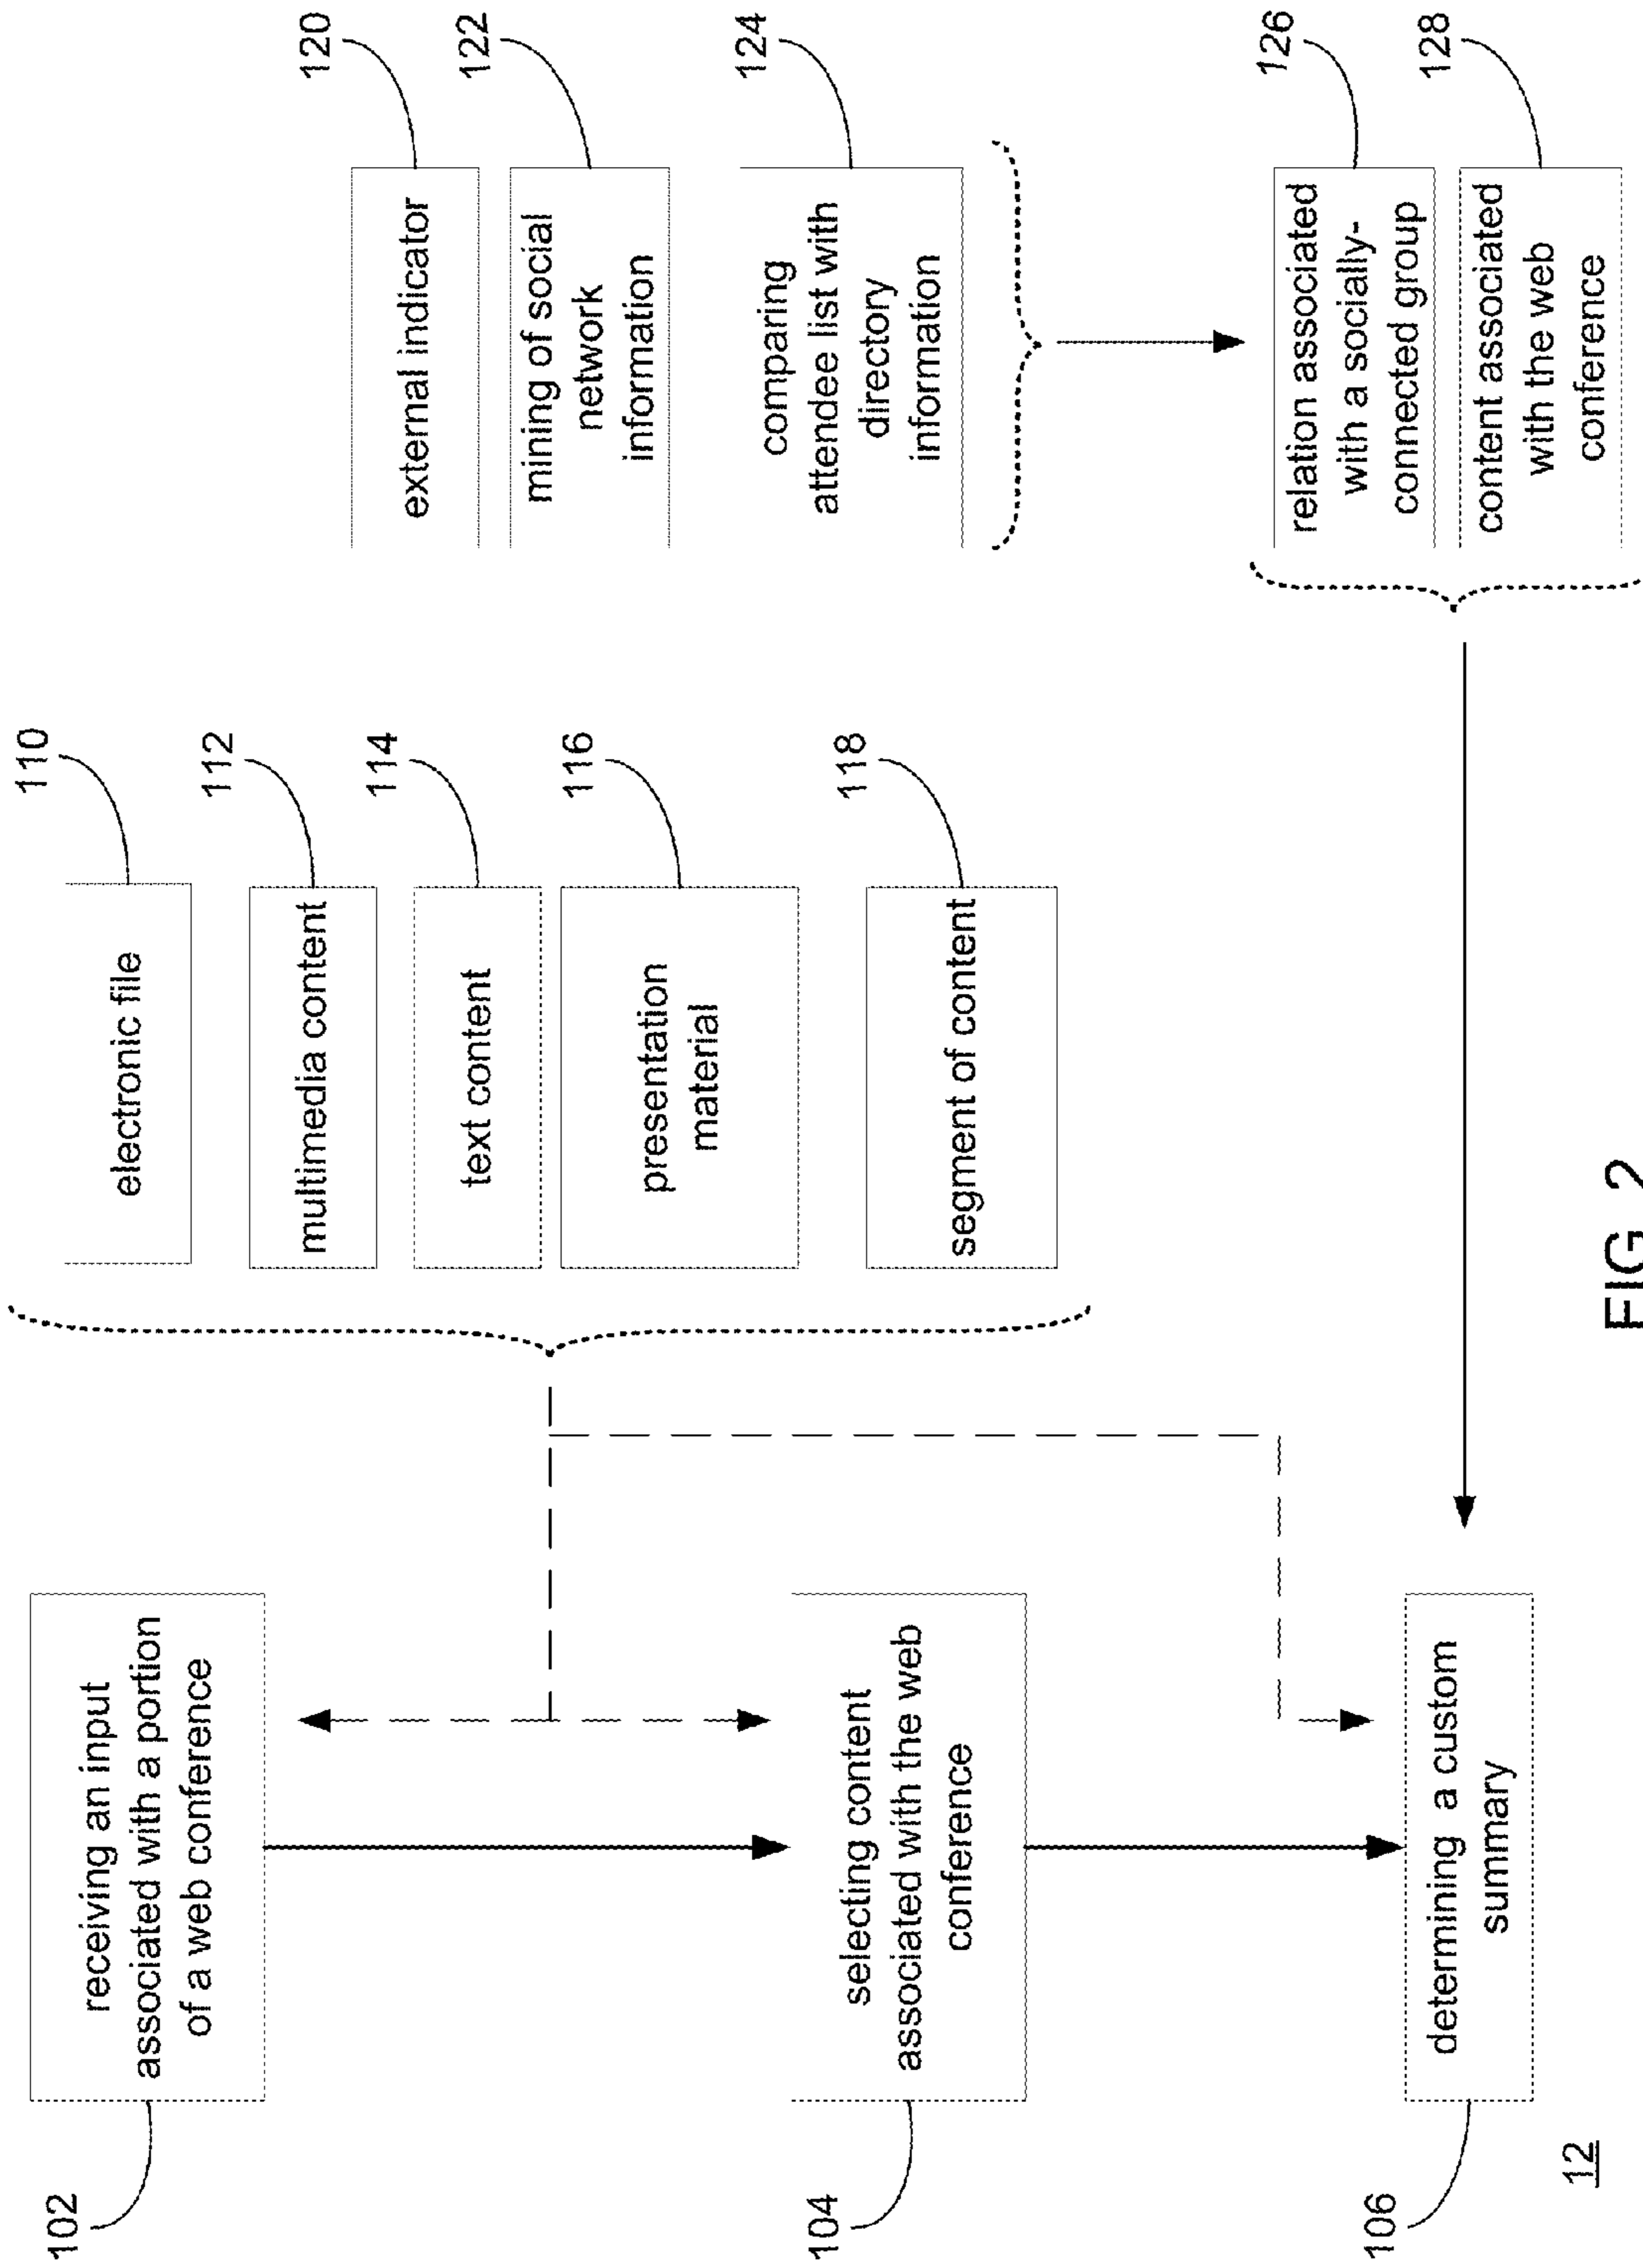 102
receiving an input
associated with a portion
of a web conference
104
selecting content
associated with the web
conference
106
determining a custom
summary
12
110
electronic file
112
multimedia content
114
text content
116
presentation
material
118
segment of content
120
external indicator
122
mining of social
network
information
124
comparing
attendee list with
directory
information
126
relation associated
with a socially-
connected group
128
content associated
with the web
conference
FIG. 2